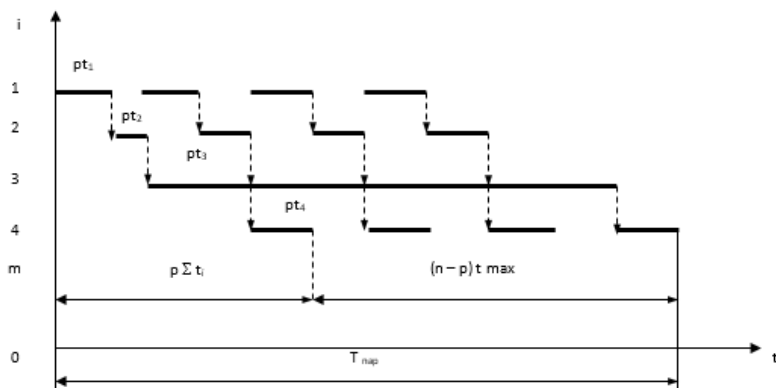 i
pt₁
1
pt₂
2
pt₃
3
pt₄
4
m
p Σ tᵢ
(n – p) t max
0
T пар
t